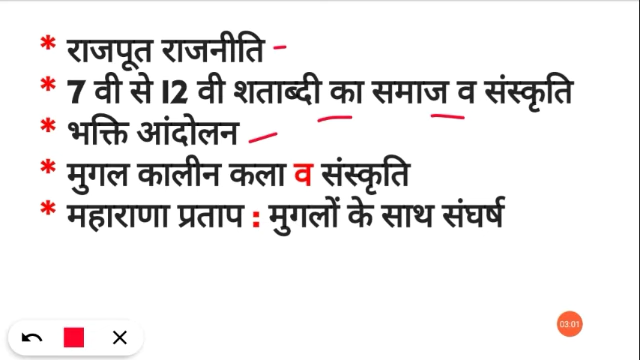 * राजपूत राजनीति
* 7 वी से 12 वी शताब्दी का समाज व संस्कृति
* भक्ति आंदोलन
* मुगल कालीन कला व संस्कृति
* महाराणा प्रताप : मुगलों के साथ संघर्ष
03:01